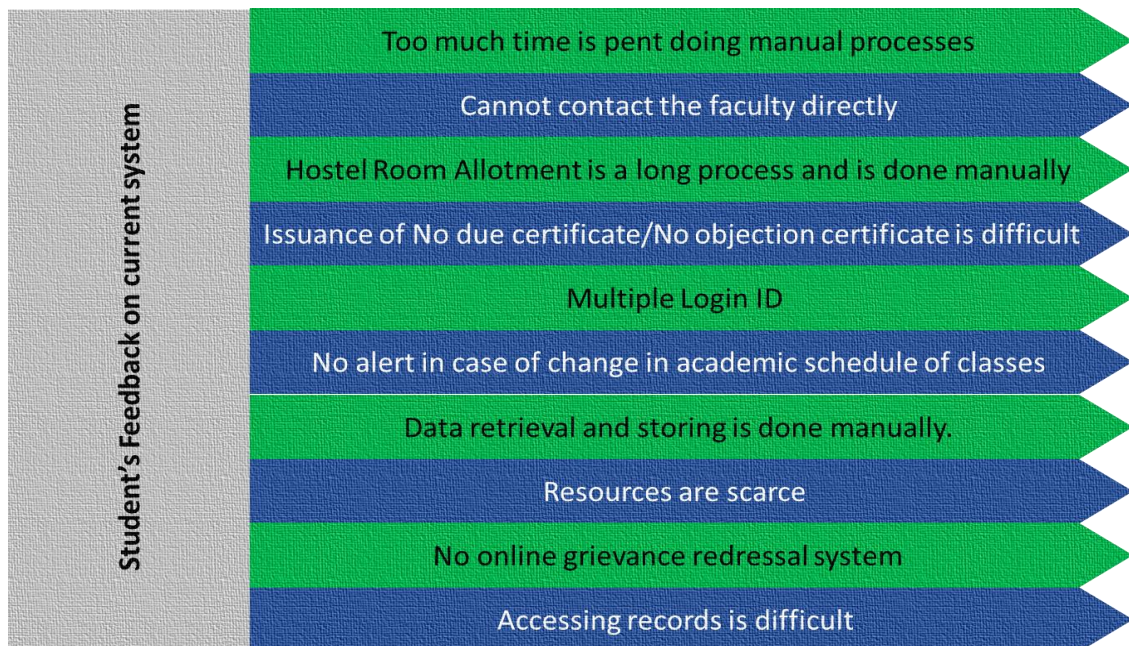 Student's Feedback on current system
Too much time is pent doing manual processes
Cannot contact the faculty directly
Hostel Room Allotment is a long process and is done manually
Issuance of No due certificate/No objection certificate is difficult
Multiple Login ID
No alert in case of change in academic schedule of classes
Data retrieval and storing is done manually.
Resources are scarce
No online grievance redressal system
Accessing records is difficult